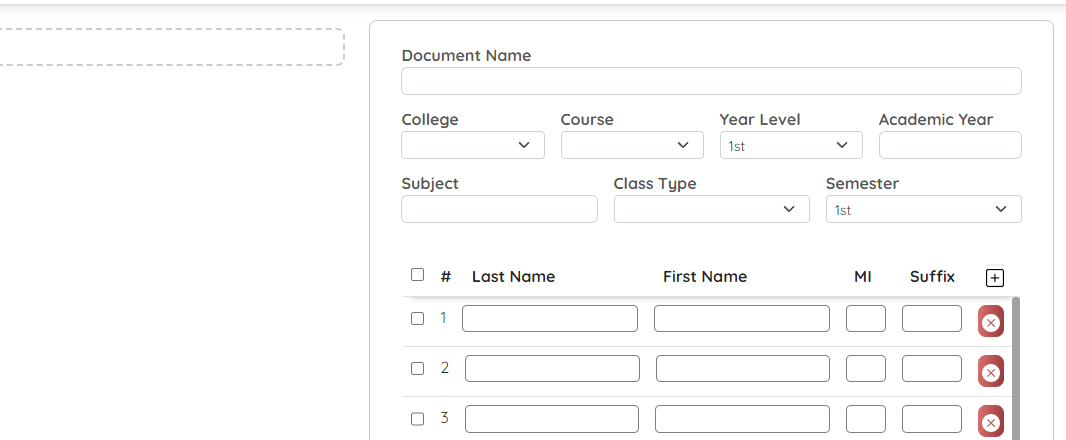 Document Name
College Course Year Level Academic Year
1st
Subject Class Type Semester
1st
# Last Name First Name MI Suffix
1
2
3